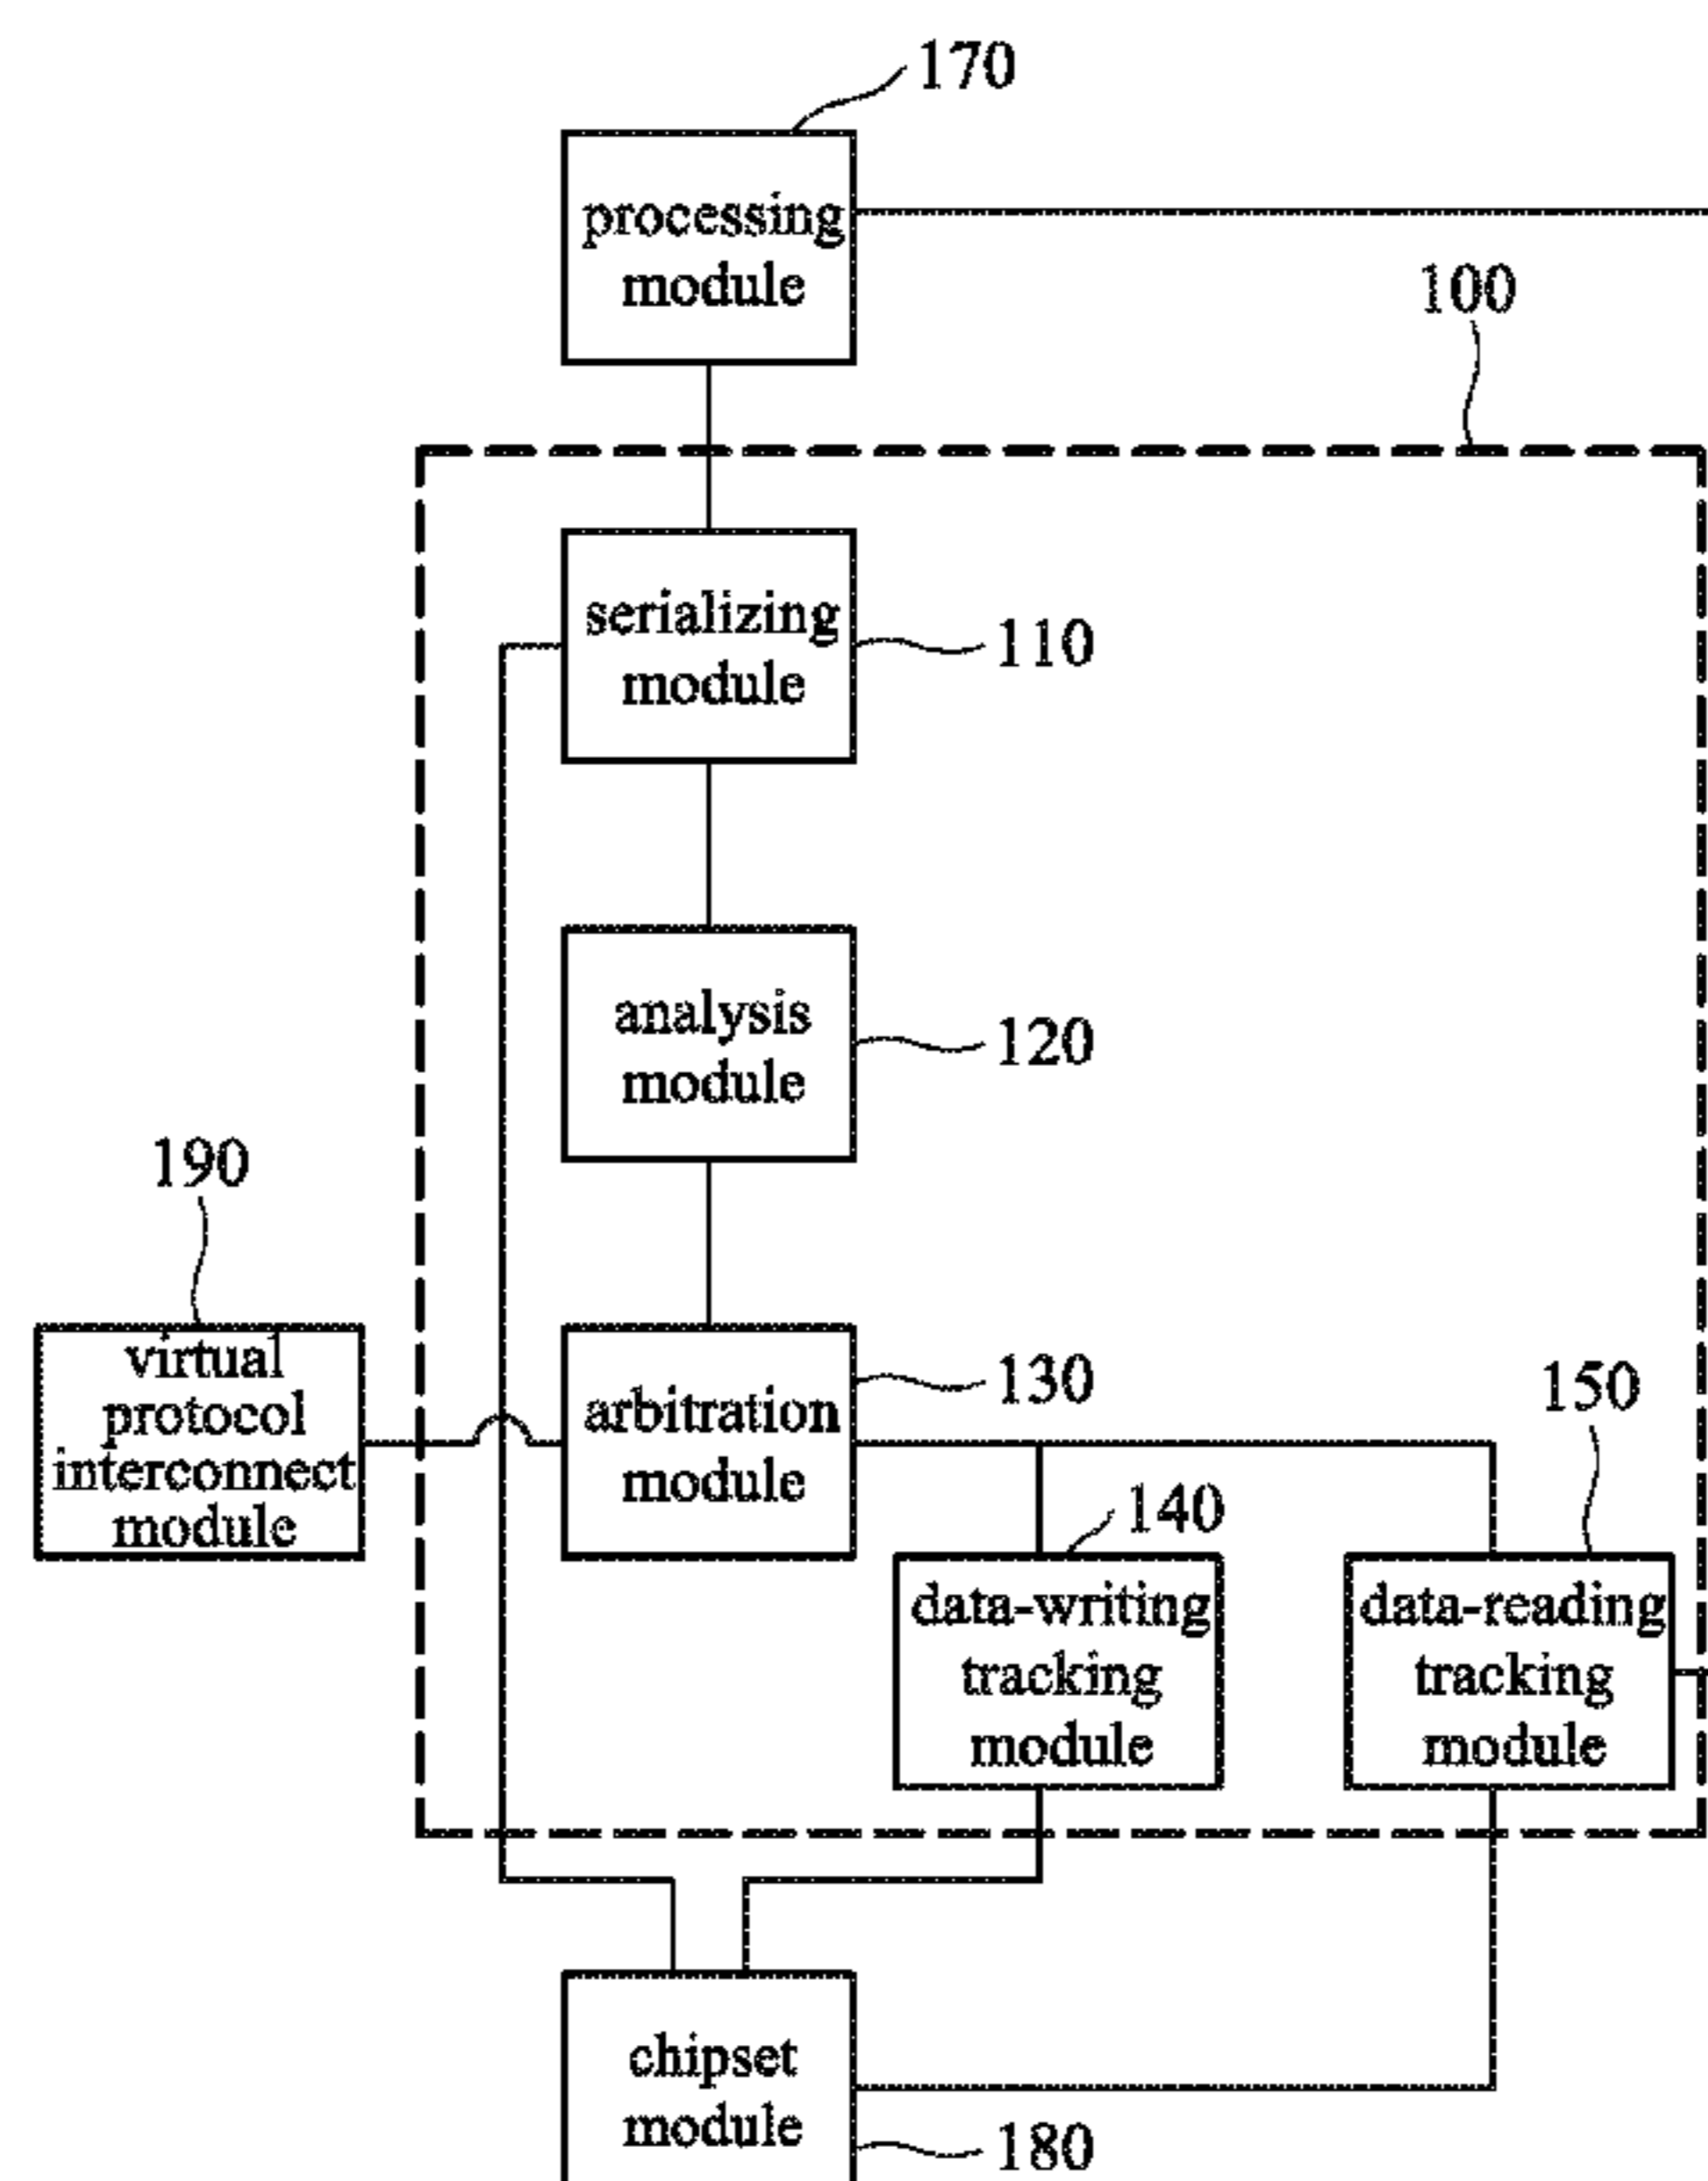 170
processing
module
100
serializing
module
110
analysis
module
120
190
virtual
protocol
interconnect
module
arbitration
module
130
140
150
data-writing
tracking
module
data-reading
tracking
module
chipset
module
180